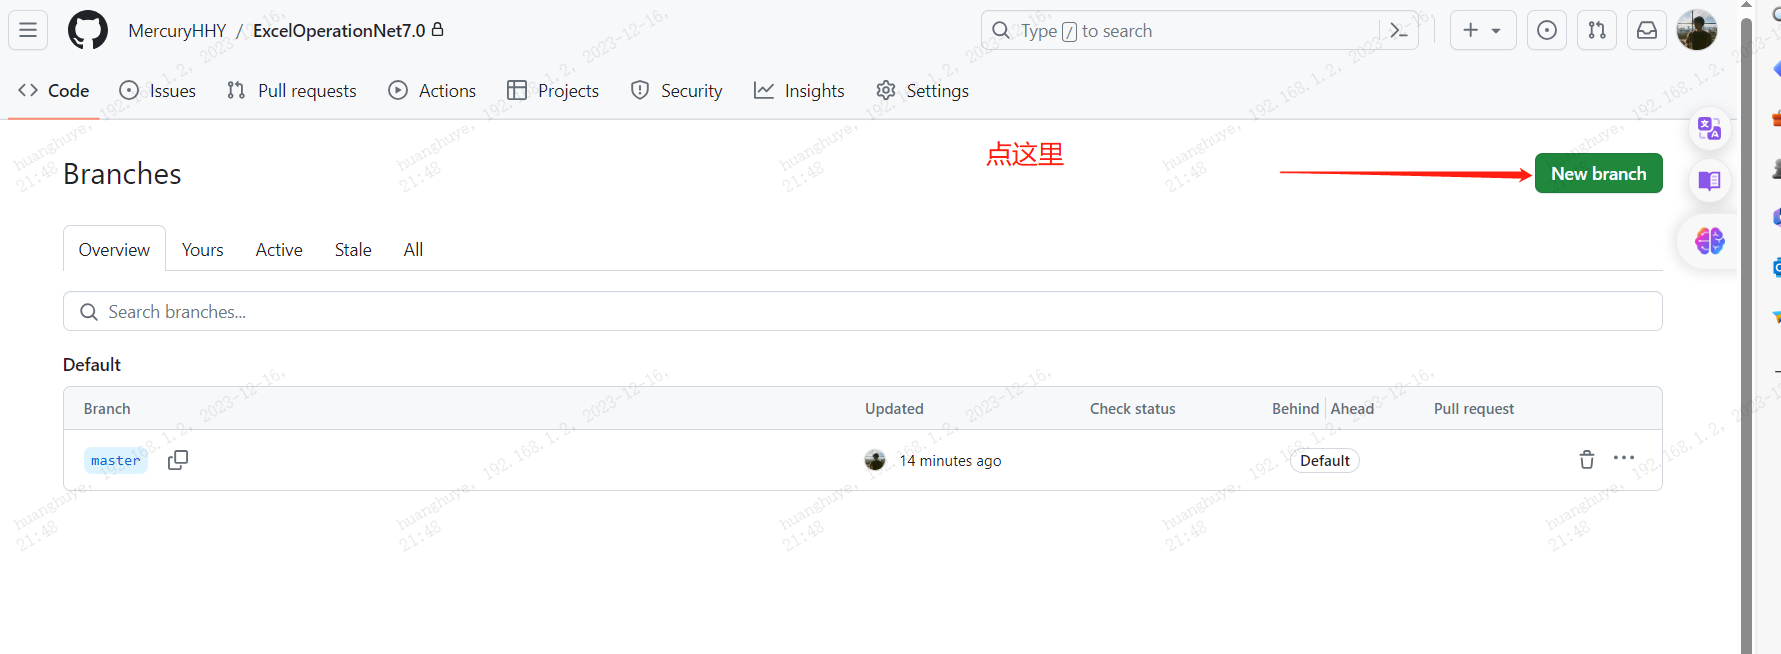 MercuryHHY / ExcelOperationNet7.0
Type / to search
Code Issues Pull requests Actions Projects Security Insights Settings
点这里
Branches
New branch
Overview Yours Active Stale All
Search branches...
Default
Branch Updated Check status Behind Ahead Pull request
master 14 minutes ago Default
huanghuye, 192.168.1.2, 2023-12-16,
21:48